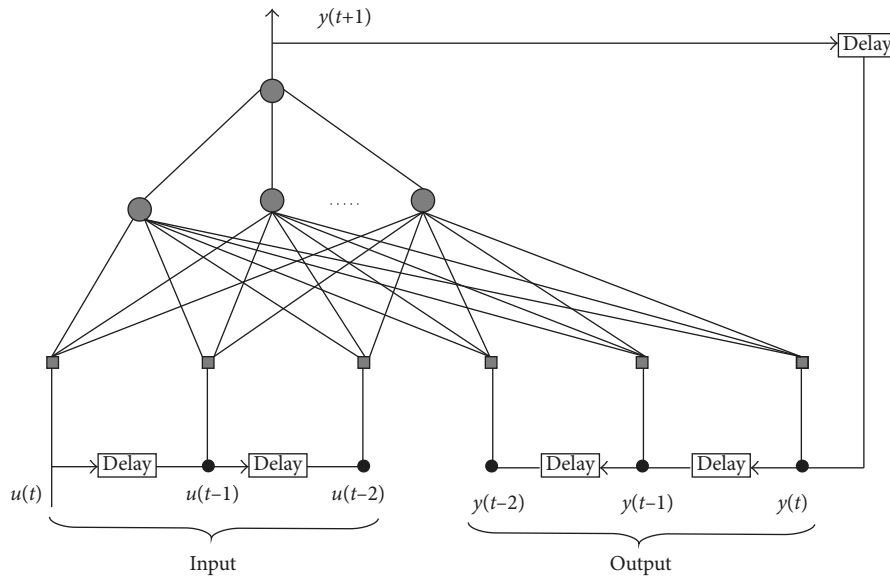 y(t+1)
Delay
.....
Delay
Delay
Delay
Delay
u(t)
u(t–1)
u(t–2)
y(t–2)
y(t–1)
y(t)
Input
Output